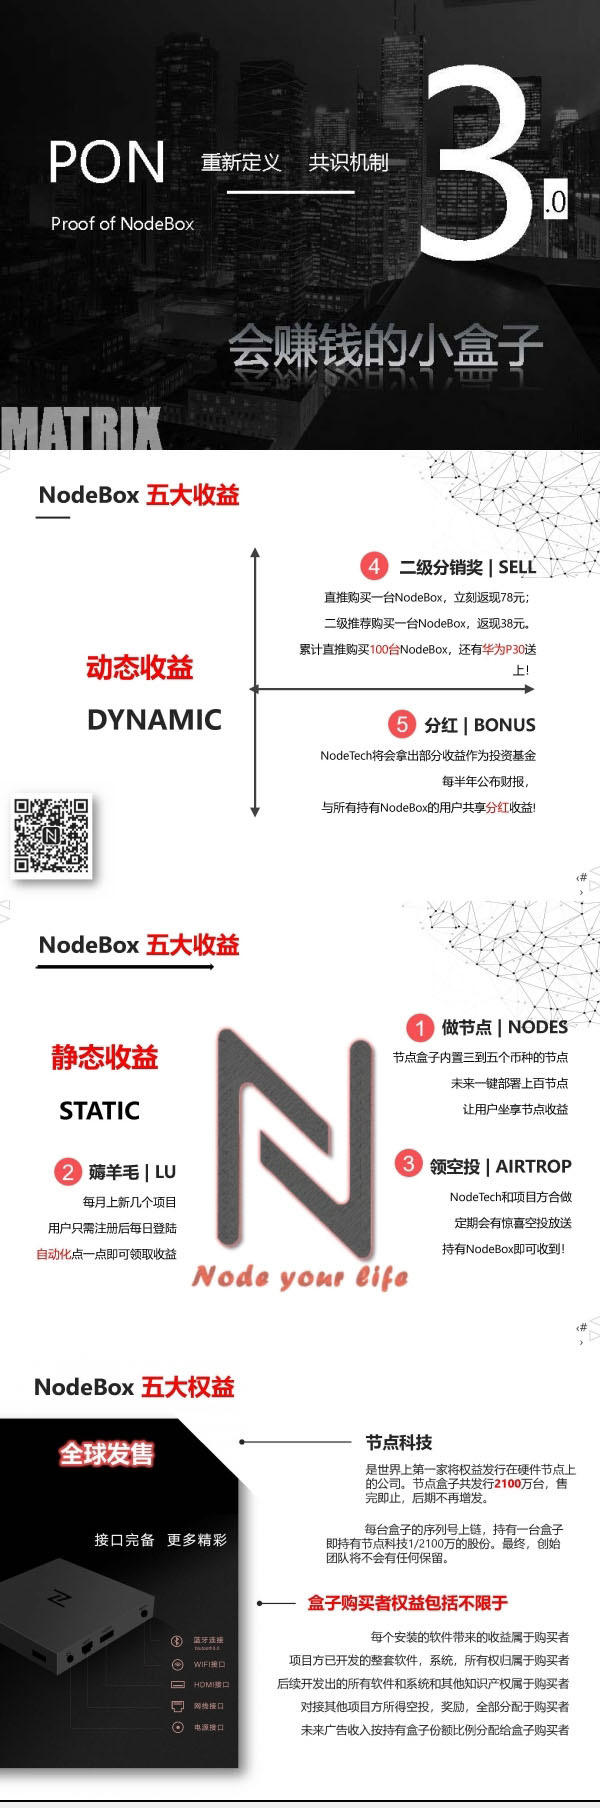 PON 重新定义 共识机制
3.0
Proof of NodeBox
会赚钱的小盒子
MATRIX
NodeBox 五大收益
4 二级分销奖 | SELL
直推购买一台NodeBox，立刻返现78元；
二级推荐购买一台NodeBox，返现38元。
累计直推购买100台NodeBox，还有华为P30送
上！
动态收益
DYNAMIC
5 分红 | BONUS
NodeTech将会拿出部分收益作为投资基金
每半年公布财报，
与所有持有NodeBox的用户共享分红收益!
‹#
›
NodeBox 五大收益
静态收益
STATIC
1 做节点 | NODES
节点盒子内置三到五个币种的节点
未来一键部署上百节点
让用户坐享节点收益
2 薅羊毛 | LU
每月上新几个项目
用户只需注册后每日登陆
自动化点一点即可领取收益
3 领空投 | AIRTROP
NodeTech和项目方合做
定期会有惊喜空投放送
持有NodeBox即可收到！
Node your life
‹#
›
NodeBox 五大权益
全球发售
接口完备 更多精彩
蓝牙连接
bluetooth5.0
WIFI接口
HDMI接口
网线接口
电源接口
节点科技
是世界上第一家将权益发行在硬件节点上
的公司。节点盒子共发行2100万台，售
完即止，后期不再增发。
每台盒子的序列号上链，持有一台盒子
即持有节点科技1/2100万的股份。最终，创始
团队将不会有任何保留。
盒子购买者权益包括不限于
每个安装的软件带来的收益属于购买者
项目方已开发的整套软件，系统，所有权归属于购买者
后续开发出的所有软件和系统和其他知识产权属于购买者
对接其他项目方所得空投，奖励，全部分配于购买者
未来广告收入按持有盒子份额比例分配给盒子购买者